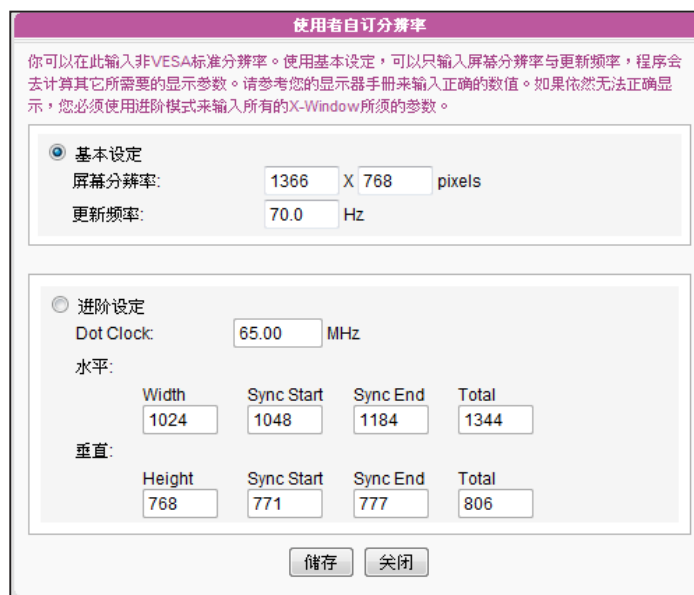 使用者自订分辨率
你可以在此输入非VESA标准分辨率。使用基本设定，可以只输入屏幕分辨率与更新频率，程序会
去计算其它所需要的显示参数。请参考您的显示器手册来输入正确的数值。如果依然无法正确显
示，您必须使用进阶模式来输入所有的X-Window所须的参数。
基本设定
屏幕分辨率: 1366 X 768 pixels
更新频率: 70.0 Hz
进阶设定
Dot Clock: 65.00 MHz
水平:
Width Sync Start Sync End Total
1024 1048 1184 1344
垂直:
Height Sync Start Sync End Total
768 771 777 806
储存 关闭